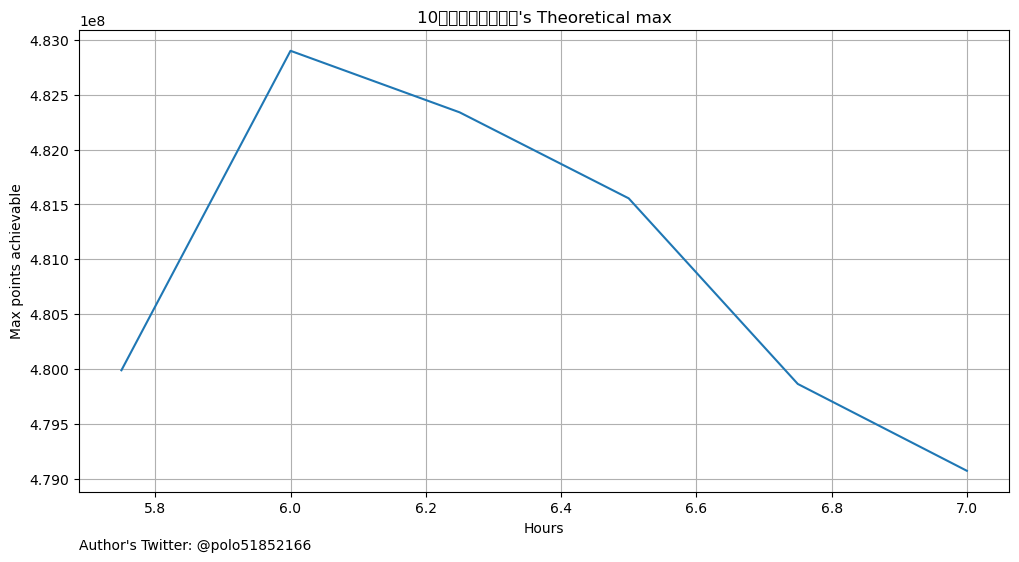 10□□□□□□□□'s Theoretical max
1e8
4.830
4.825
4.820
4.815
4.810
4.805
4.800
4.795
4.790
Max points achievable
5.8 6.0 6.2 6.4 6.6 6.8 7.0
Hours
Author's Twitter: @polo51852166